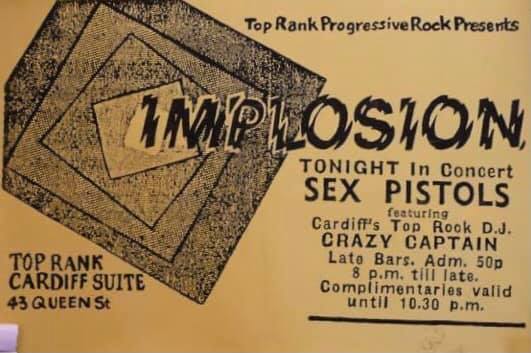 Top Rank Progressive Rock Presents
IMPLOSION
TONIGHT In Concert
SEX PISTOLS
featuring
Cardiff's Top Rock D.J.
CRAZY CAPTAIN
Late Bars. Adm. 50p
8 p.m. till late.
Complimentaries valid
until 10.30 p.m.
TOP RANK
CARDIFF SUITE
43 QUEEN St